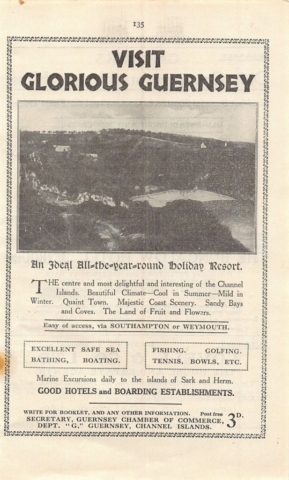 135
VISIT
GLORIOUS GUERNSEY
An Ideal All-the-year-round Holiday Resort.
THE centre and most delightful and interesting of the Channel
Islands. Beautiful Climate—Cool in Summer—Mild in
Winter. Quaint Town. Majestic Coast Scenery. Sandy Bays
and Coves. The Land of Fruit and Flowers.
Easy of access, via SOUTHAMPTON or WEYMOUTH.
EXCELLENT SAFE SEA
BATHING, BOATING.
FISHING. GOLFING.
TENNIS, BOWLS, ETC.
Marine Excursions daily to the islands of Sark and Herm.
GOOD HOTELS and BOARDING ESTABLISHMENTS.
WRITE FOR BOOKLET, AND ANY OTHER INFORMATION. Post free 3D.
SECRETARY, GUERNSEY CHAMBER OF COMMERCE,
DEPT. "G," GUERNSEY, CHANNEL ISLANDS.